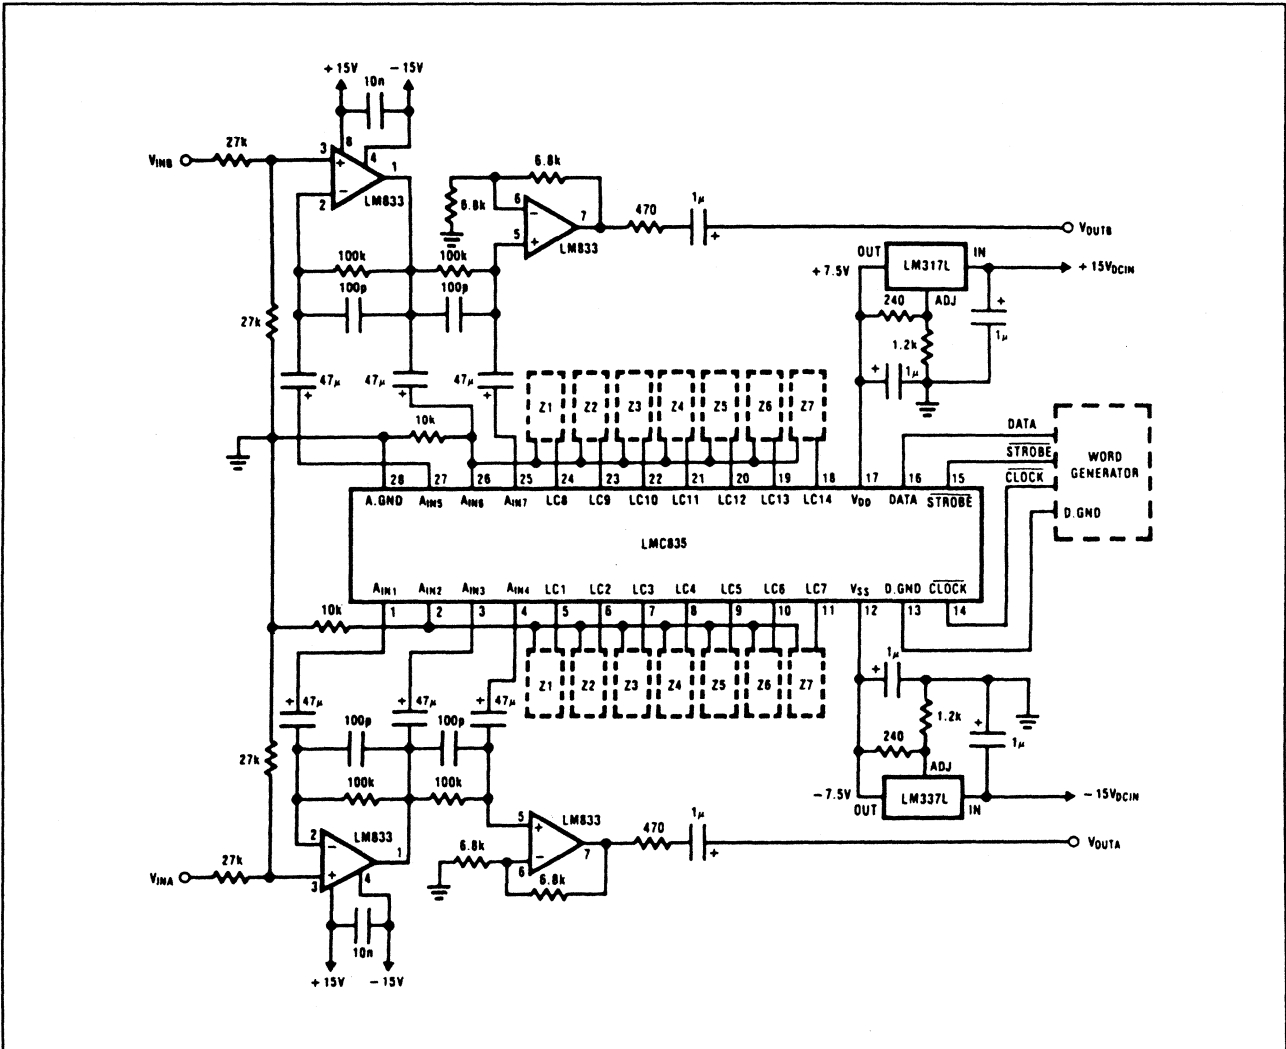 +15V -15V
10n
27k 3 8 4 1
VINB + - LM833
2
6.8k
6.8k 6 - 7 470 1µ
5 + LM833 +
VOUTB
100k 100k
100p 100p
OUT LM317L IN
+7.5V +15VDCIN
240 ADJ +
1.2k 1µ
+ 1µ
27k
47µ 47µ 47µ
+ + +
Z1 Z2 Z3 Z4 Z5 Z6 Z7
10k
DATA
STROBE WORD
CLOCK GENERATOR
D.GND
28 27 26 25 24 23 22 21 20 19 18 17 16 15
A.GND AIN5 AIN6 AIN7 LC8 LC9 LC10 LC11 LC12 LC13 LC14 VDD DATA STROBE
LMC835
AIN1 AIN2 AIN3 AIN4 LC1 LC2 LC3 LC4 LC5 LC6 LC7 VSS D.GND CLOCK
1 2 3 4 5 6 7 8 9 10 11 12 13 14
10k
Z1 Z2 Z3 Z4 Z5 Z6 Z7
+ 47µ + 47µ + 47µ
1µ
+
1.2k +
1µ
100p 100p
27k
240
ADJ
100k 100k
-7.5V LM337L -15VDCIN
OUT IN
LM833
2 - 1
27k + 4
VINA 3
5 + LM833 470 1µ
6.8k - 7 +
6 VOUTA
6.8k
10n
+15V -15V